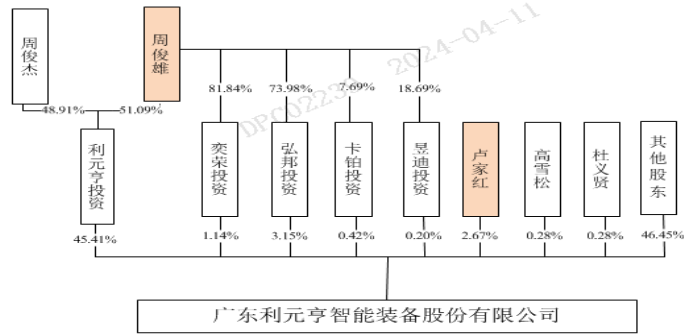 周俊杰
周俊雄
81.84%
73.98%
7.69%
18.69%
48.91%
51.09%
利元亨投资
奕荣投资
弘邦投资
卡铂投资
昱迪投资
卢家红
高雪松
杜义贤
其他股东
45.41%
1.14%
3.15%
0.42%
0.20%
2.67%
0.28%
0.28%
46.45%
广东利元亨智能装备股份有限公司
2024-04-11